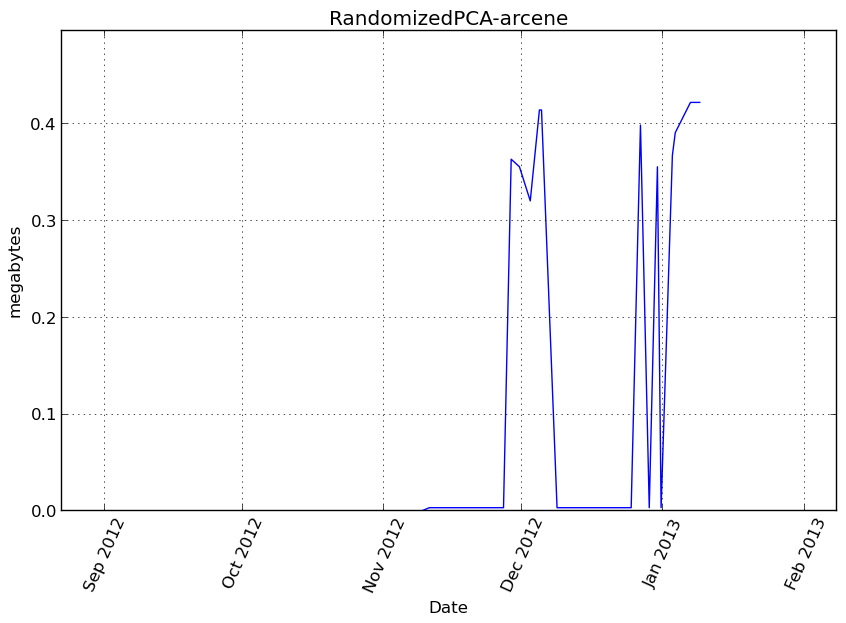 RandomizedPCA-arcene
megabytes
0.4
0.3
0.2
0.1
0.0
Sep 2012
Oct 2012
Nov 2012
Dec 2012
Jan 2013
Feb 2013
Date